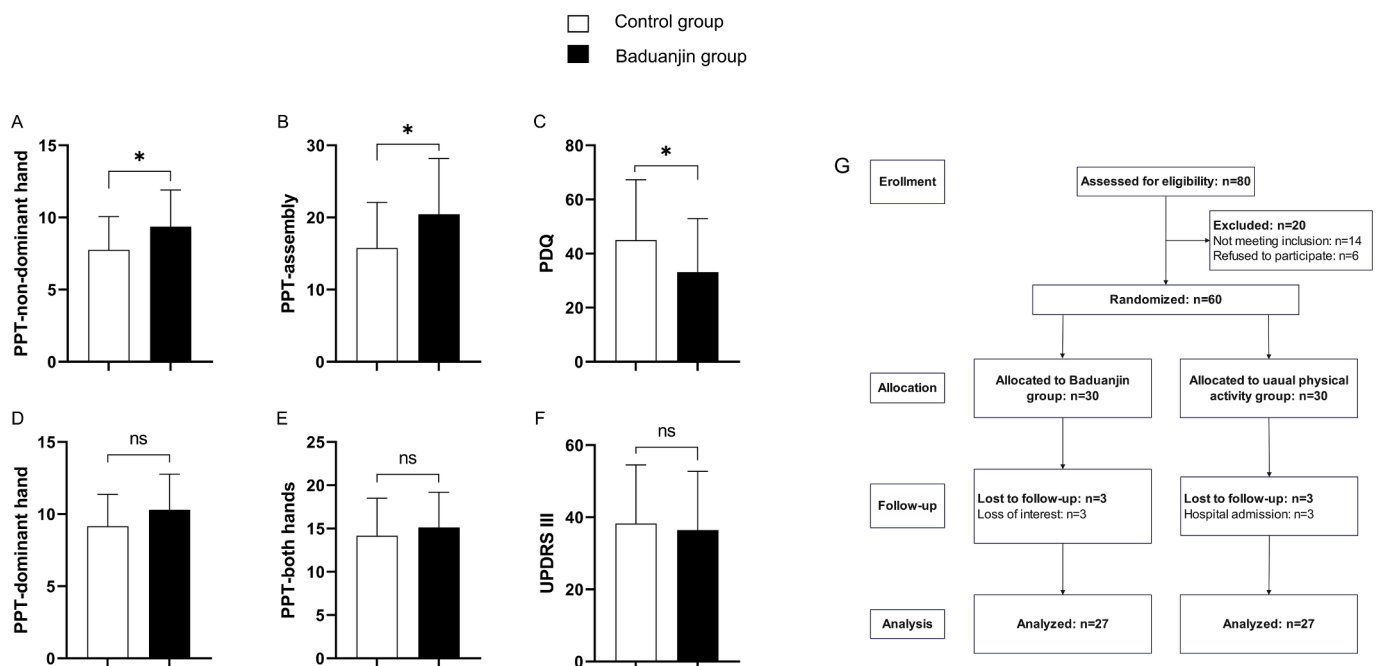 Control group
Baduanjin group
A
PPT-non-dominant hand
15
10
5
0
*
B
PPT-assembly
30
20
10
0
*
C
PDQ
80
60
40
20
0
*
D
PPT-dominant hand
15
10
5
0
ns
E
PPT-both hands
25
20
15
10
5
0
ns
F
UPDRS III
60
40
20
0
ns
G
Erollment
Assessed for eligibility: n=80
Excluded: n=20
Not meeting inclusion: n=14
Refused to participate: n=6
Randomized: n=60
Allocation
Allocated to Baduanjin
group: n=30
Allocated to uaual physical
activity group: n=30
Follow-up
Lost to follow-up: n=3
Loss of interest: n=3
Lost to follow-up: n=3
Hospital admission: n=3
Analysis
Analyzed: n=27
Analyzed: n=27